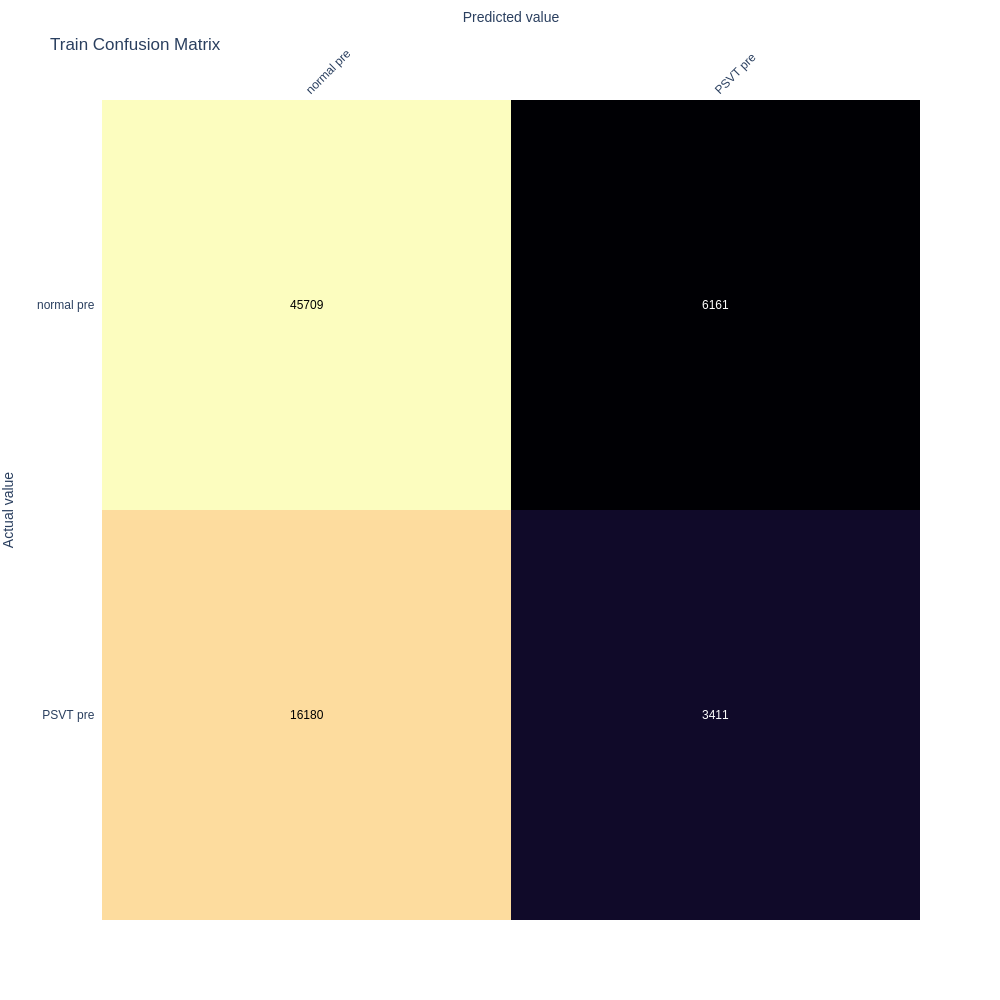 Predicted value
Train Confusion Matrix
normal pre
PSVT pre
normal pre
45709
6161
Actual value
PSVT pre
16180
3411